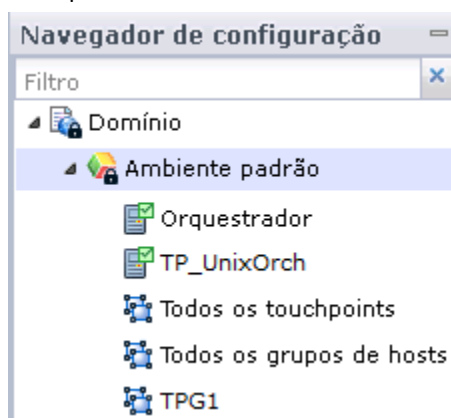 Navegador de configuração
Filtro
Domínio
Ambiente padrão
Orquestrador
TP_UnixOrch
Todos os touchpoints
Todos os grupos de hosts
TPG1